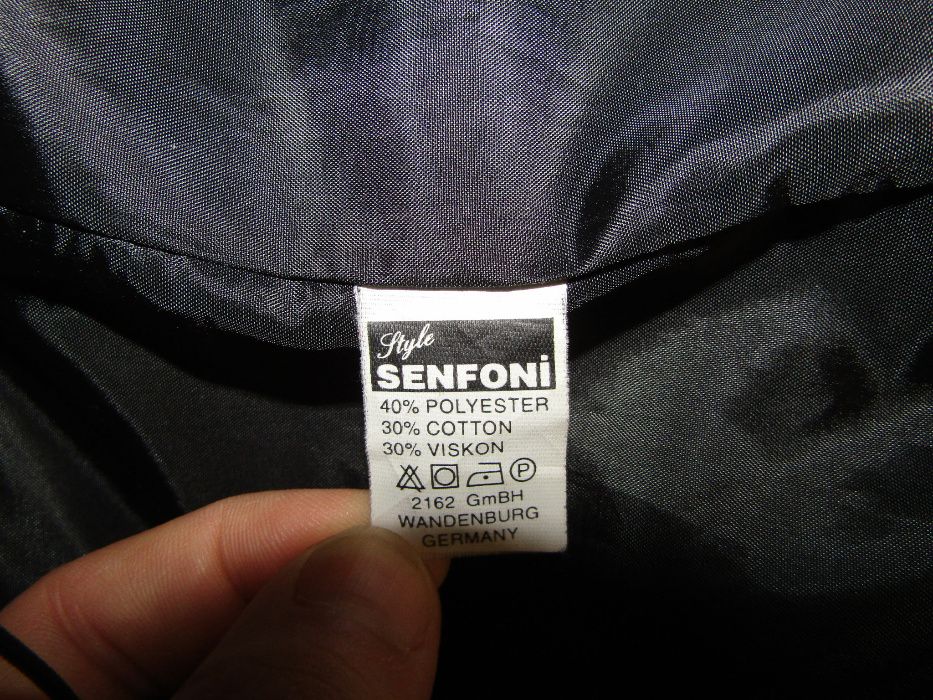 Style
SENFONİ
40% POLYESTER
30% COTTON
30% VISKON
P
2162 GmBH
WANDENBURG
GERMANY